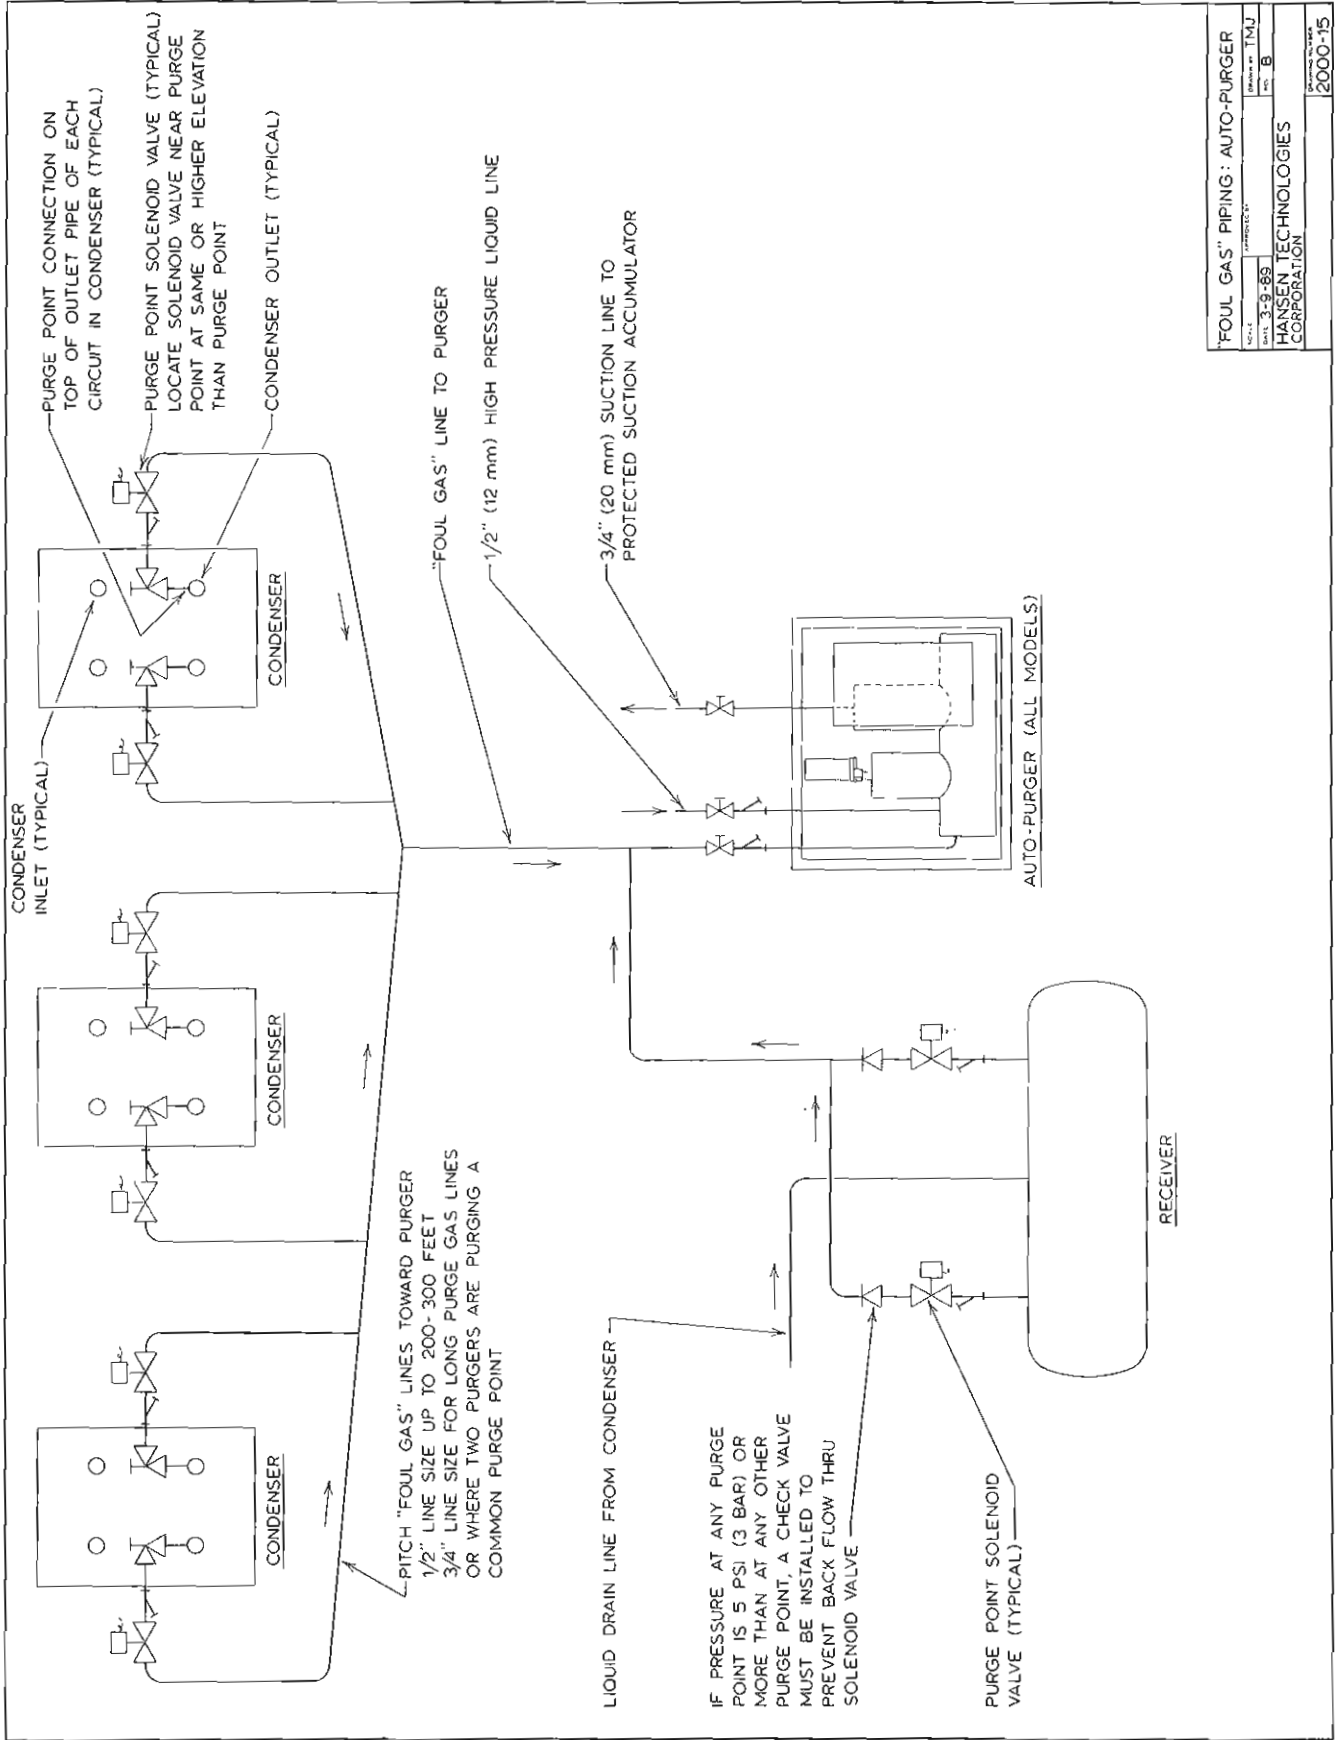 CONDENSER
INLET (TYPICAL)
PURGE POINT CONNECTION ON
TOP OF OUTLET PIPE OF EACH
CIRCUIT IN CONDENSER (TYPICAL)
PURGE POINT SOLENOID VALVE (TYPICAL)
LOCATE SOLENOID VALVE NEAR PURGE
POINT AT SAME OR HIGHER ELEVATION
THAN PURGE POINT
CONDENSER OUTLET (TYPICAL)
CONDENSER
CONDENSER
CONDENSER
PITCH "FOUL GAS" LINES TOWARD PURGER
1/2" LINE SIZE UP TO 200-300 FEET
3/4" LINE SIZE FOR LONG PURGE GAS LINES
OR WHERE TWO PURGERS ARE PURGING A
COMMON PURGE POINT
"FOUL GAS" LINE TO PURGER
1/2" (12 mm) HIGH PRESSURE LIQUID LINE
3/4" (20 mm) SUCTION LINE TO
PROTECTED SUCTION ACCUMULATOR
LIQUID DRAIN LINE FROM CONDENSER
IF PRESSURE AT ANY PURGE
POINT IS 5 PSI (3 BAR) OR
MORE THAN AT ANY OTHER
PURGE POINT, A CHECK VALVE
MUST BE INSTALLED TO
PREVENT BACK FLOW THRU
SOLENOID VALVE
PURGE POINT SOLENOID
VALVE (TYPICAL)
RECEIVER
AUTO-PURGER (ALL MODELS)
"FOUL GAS" PIPING: AUTO-PURGER
SCALE
APPROVED BY
DRAWN BY TMJ
DATE 3-9-89
B
HANSEN TECHNOLOGIES
CORPORATION
DRAWING NUMBER
2000-15